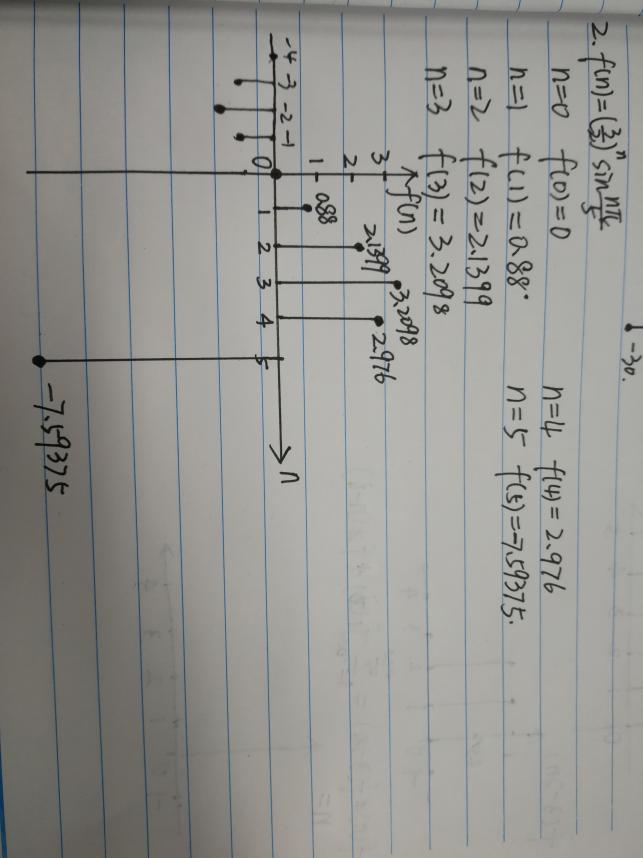 -30.
2. f(n)=(3/2)^n sin nπ/5
n=0 f(0)=0 n=4 f(4)=2.976
n=1 f(1)=0.88. n=5 f(5)=-7.59375.
n=2 f(2)=2.1399
n=3 f(3)=3.2098
f(n)
3
2
1
3.2098
2.976
2.1399
0.88
-4 -3 -2 -1 0 1 2 3 4 5 n
-7.59375